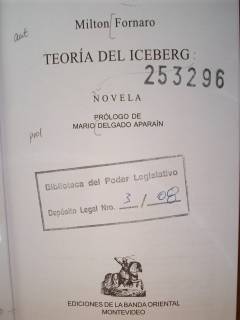 Milton Fornaro
aut
TEORÍA DEL ICEBERG
253296
NOVELA
PRÓLOGO DE
MARIO DELGADO APARAÍN
prol
Biblioteca del Poder Legislativo
Depósito Legal Nro. 3 / 08
EDICIONES DE LA BANDA ORIENTAL
MONTEVIDEO